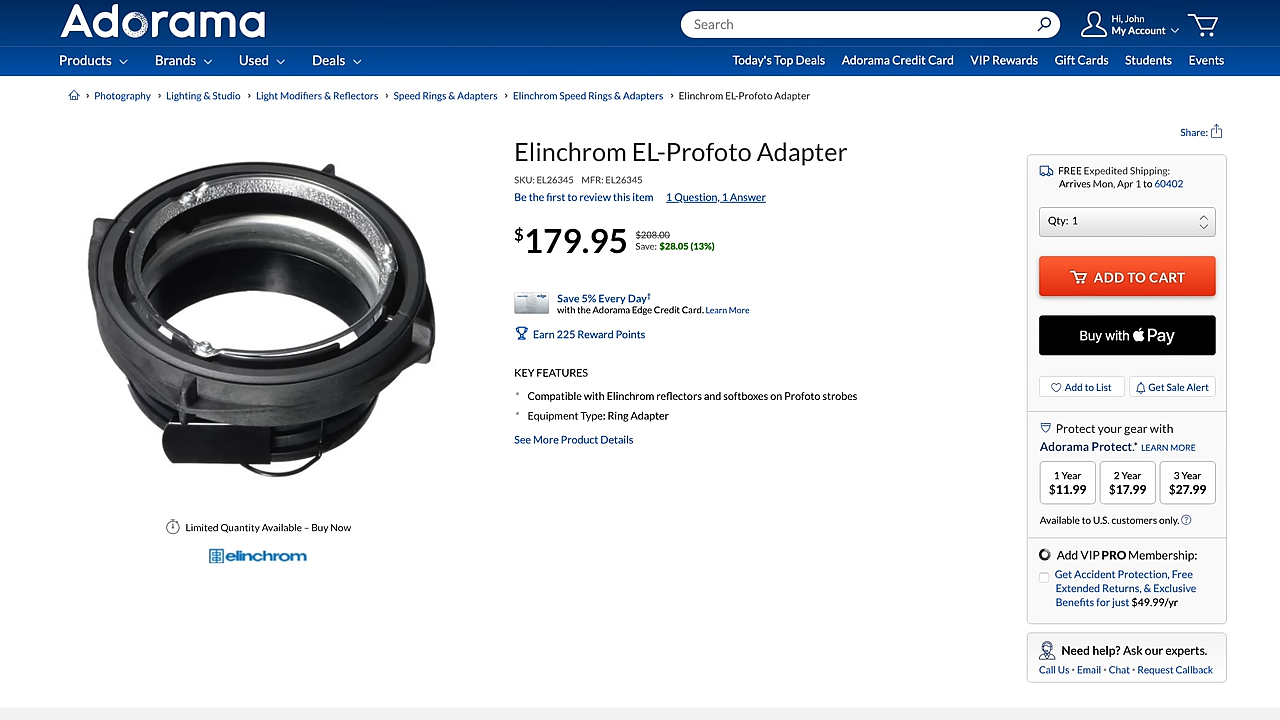 Adorama
Search
Hi, John
My Account
Products
Brands
Used
Deals
Today's Top Deals
Adorama Credit Card
VIP Rewards
Gift Cards
Students
Events
Photography › Lighting & Studio › Light Modifiers & Reflectors › Speed Rings & Adapters › Elinchrom Speed Rings & Adapters › Elinchrom EL-Profoto Adapter
Share:
Elinchrom EL-Profoto Adapter
SKU: EL26345 MFR: EL26345
Be the first to review this item 1 Question, 1 Answer
$179.95
$208.00
Save: $28.05 (13%)
Save 5% Every Day†
with the Adorama Edge Credit Card. Learn More
Earn 225 Reward Points
KEY FEATURES
• Compatible with Elinchrom reflectors and softboxes on Profoto strobes
• Equipment Type: Ring Adapter
See More Product Details
Limited Quantity Available – Buy Now
elinchrom
FREE Expedited Shipping:
Arrives Mon, Apr 1 to 60402
Qty: 1
ADD TO CART
Buy with Pay
Add to List
Get Sale Alert
Protect your gear with
Adorama Protect.* LEARN MORE
1 Year
$11.99
2 Year
$17.99
3 Year
$27.99
Available to U.S. customers only.
Add VIP PRO Membership:
Get Accident Protection, Free
Extended Returns, & Exclusive
Benefits for just $49.99/yr
Need help? Ask our experts.
Call Us • Email • Chat • Request Callback